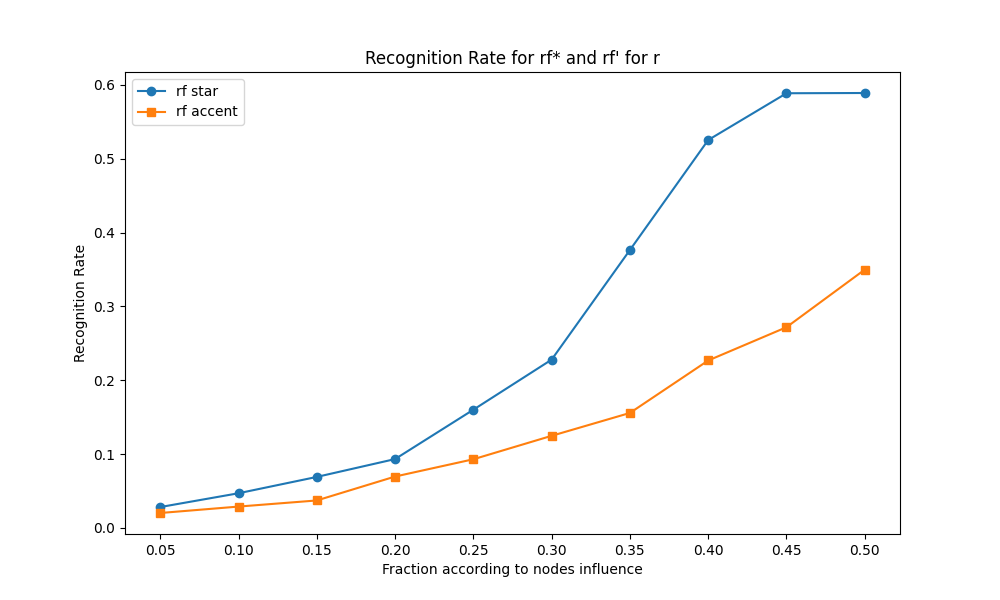 Recognition Rate for rf* and rf' for r
rf star
rf accent
Recognition Rate
0.6
0.5
0.4
0.3
0.2
0.1
0.0
0.05 0.10 0.15 0.20 0.25 0.30 0.35 0.40 0.45 0.50
Fraction according to nodes influence